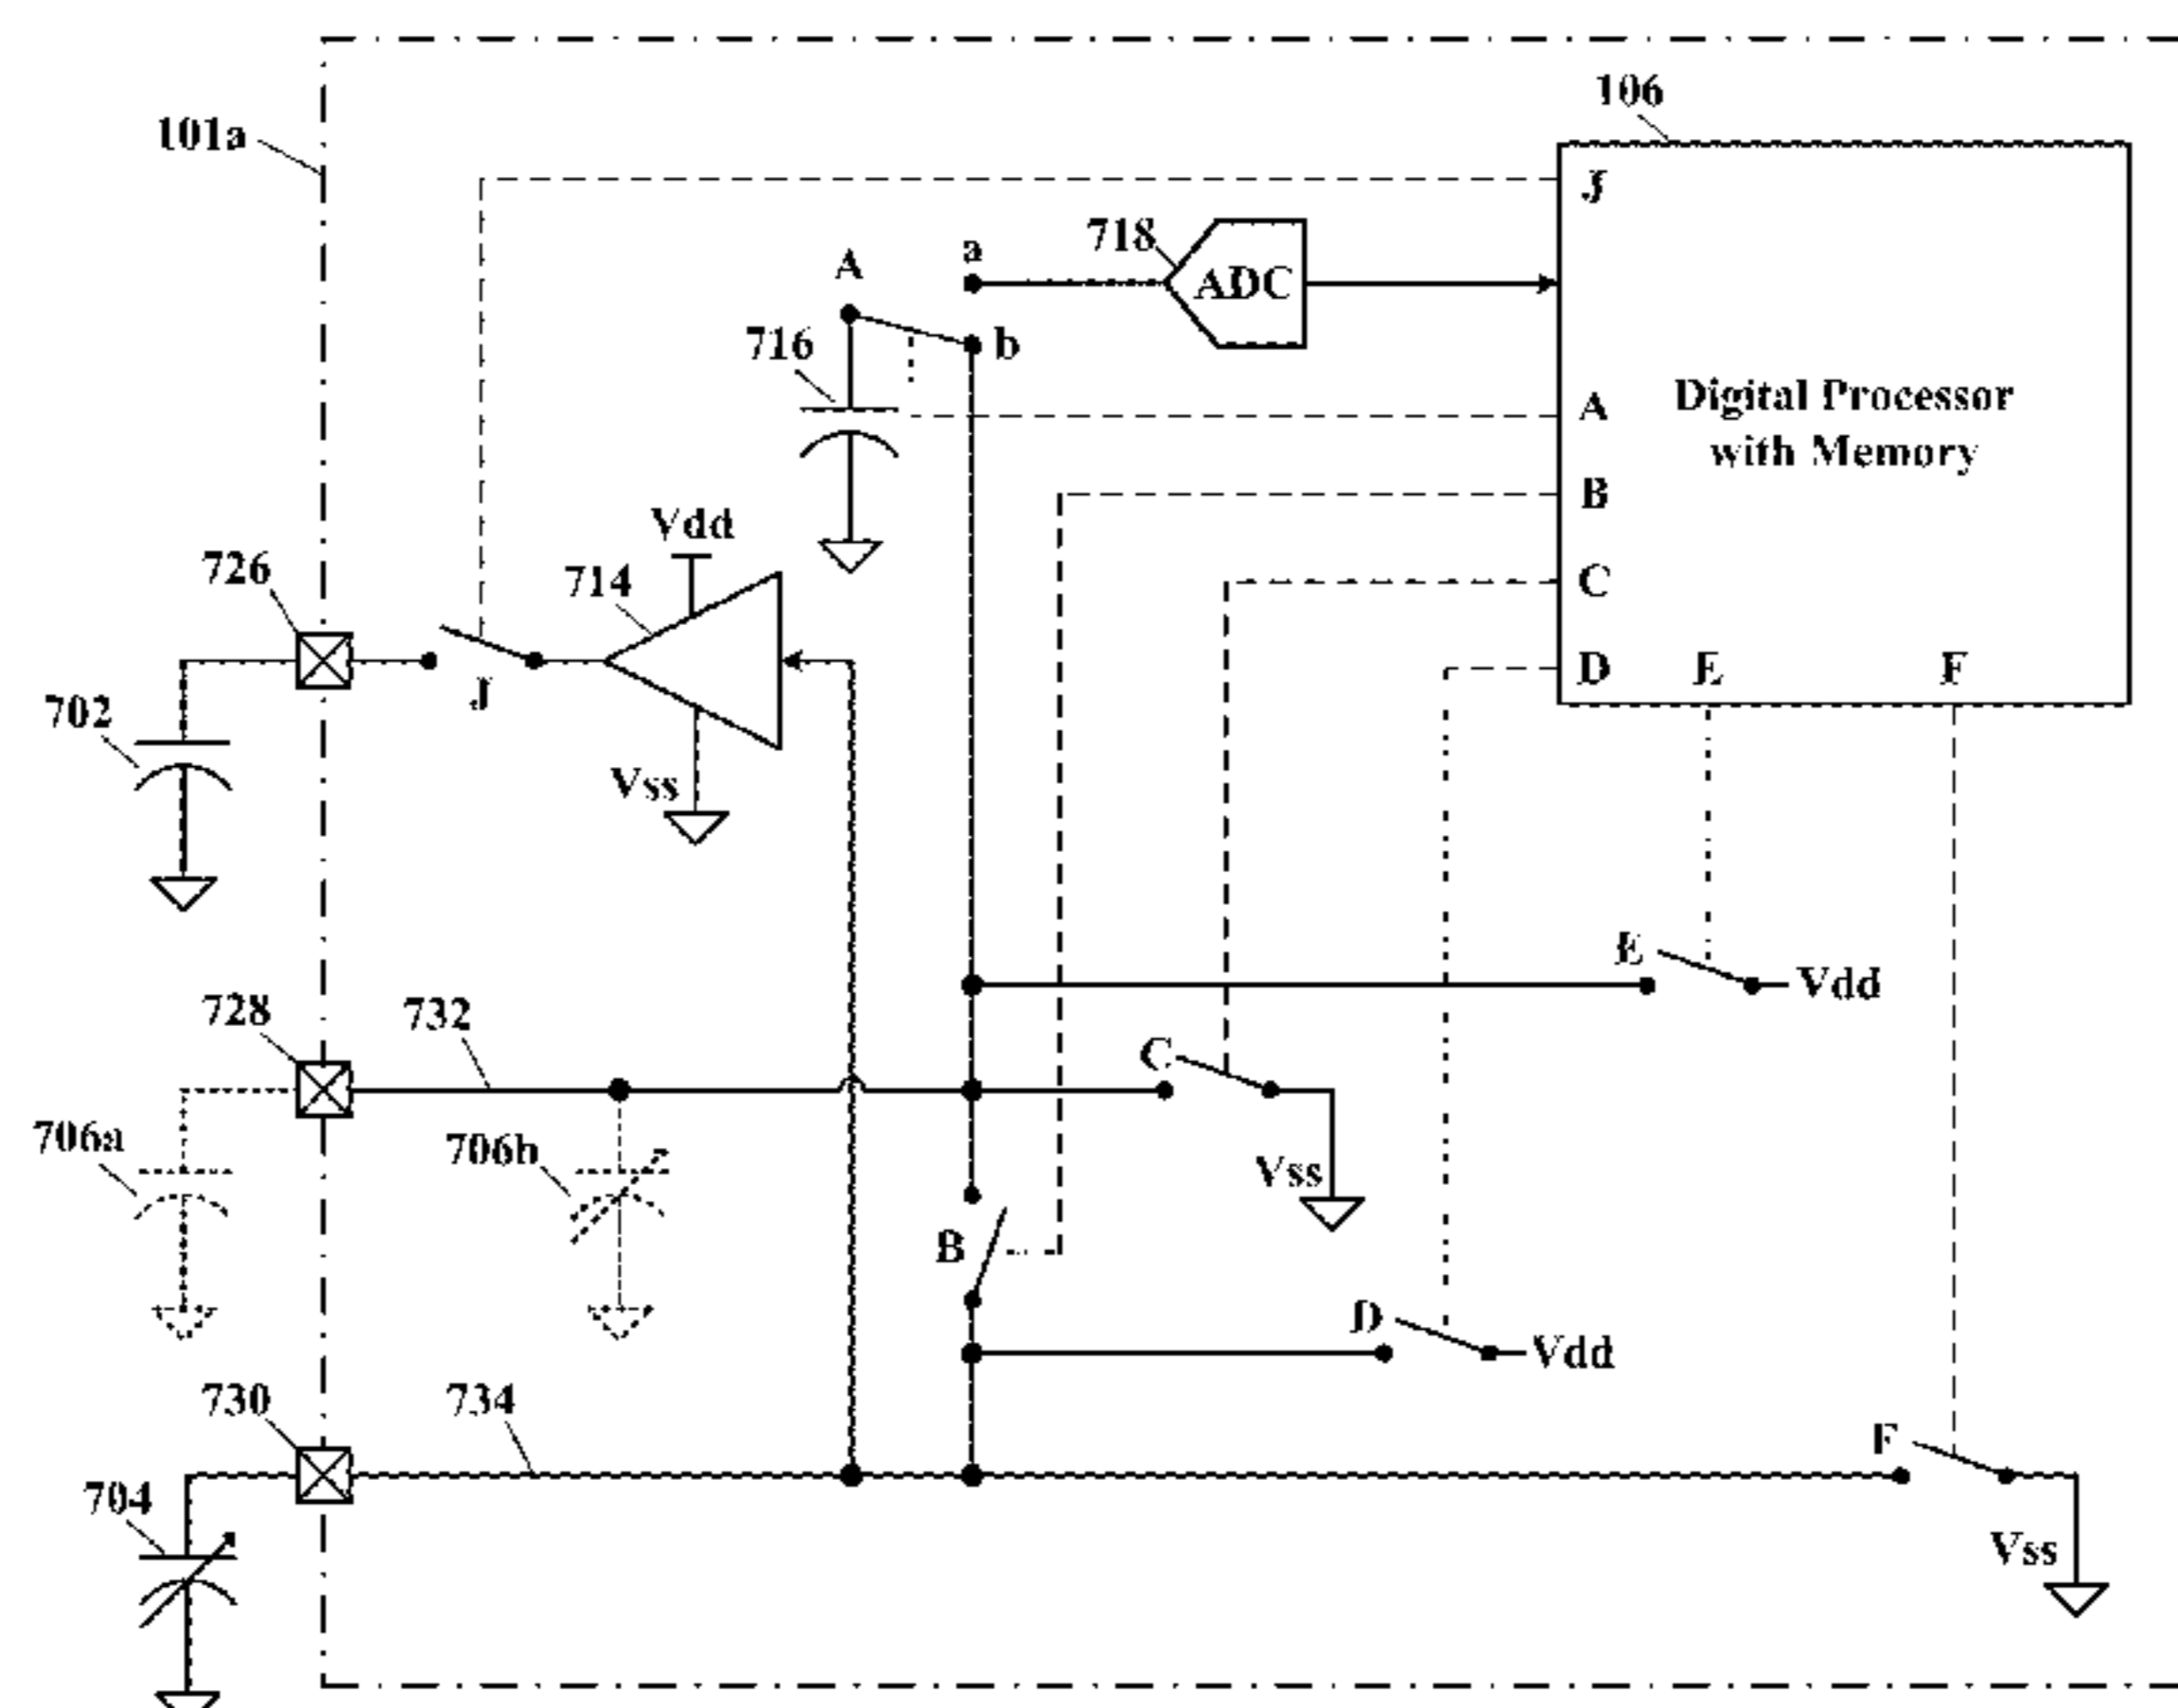 106
101a
J
718
a
A
ADC
716
b
A
Digital Processor
with Memory
B
Vdd
726
714
C
D
E
F
J
702
Vss
E
Vdd
728
732
C
706a
706b
Vss
B
D
Vdd
730
734
F
704
Vss